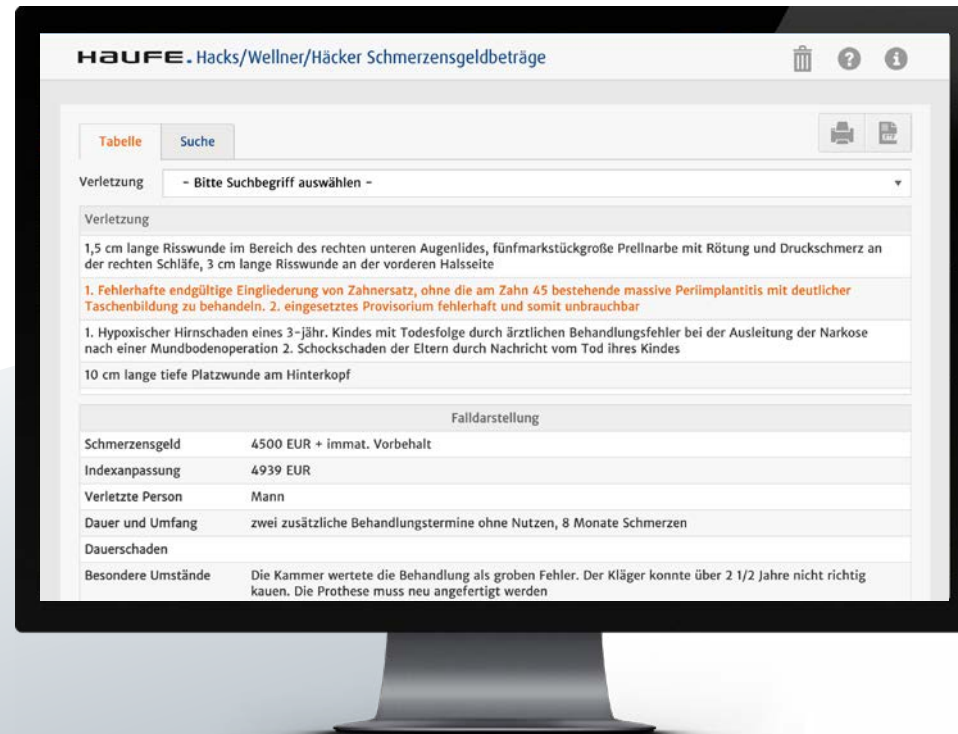 HAUFE. Hacks/Wellner/Häcker Schmerzensgeldbeträge
Tabelle Suche
Verletzung - Bitte Suchbegriff auswählen -
Verletzung
1,5 cm lange Risswunde im Bereich des rechten unteren Augenlides, fünfmarkstückgroße Prellnarbe mit Rötung und Druckschmerz an
der rechten Schläfe, 3 cm lange Risswunde an der vorderen Halsseite
1. Fehlerhafte endgültige Eingliederung von Zahnersatz, ohne die am Zahn 45 bestehende massive Periimplantitis mit deutlicher
Taschenbildung zu behandeln. 2. eingesetztes Provisorium fehlerhaft und somit unbrauchbar
1. Hypoxischer Hirnschaden eines 3-jähr. Kindes mit Todesfolge durch ärztlichen Behandlungsfehler bei der Ausleitung der Narkose
nach einer Mundbodenoperation 2. Schockschaden der Eltern durch Nachricht vom Tod ihres Kindes
10 cm lange tiefe Platzwunde am Hinterkopf
Falldarstellung
Schmerzensgeld 4500 EUR + immat. Vorbehalt
Indexanpassung 4939 EUR
Verletzte Person Mann
Dauer und Umfang zwei zusätzliche Behandlungstermine ohne Nutzen, 8 Monate Schmerzen
Dauerschaden
Besondere Umstände Die Kammer wertete die Behandlung als groben Fehler. Der Kläger konnte über 2 1/2 Jahre nicht richtig
kauen. Die Prothese muss neu angefertigt werden